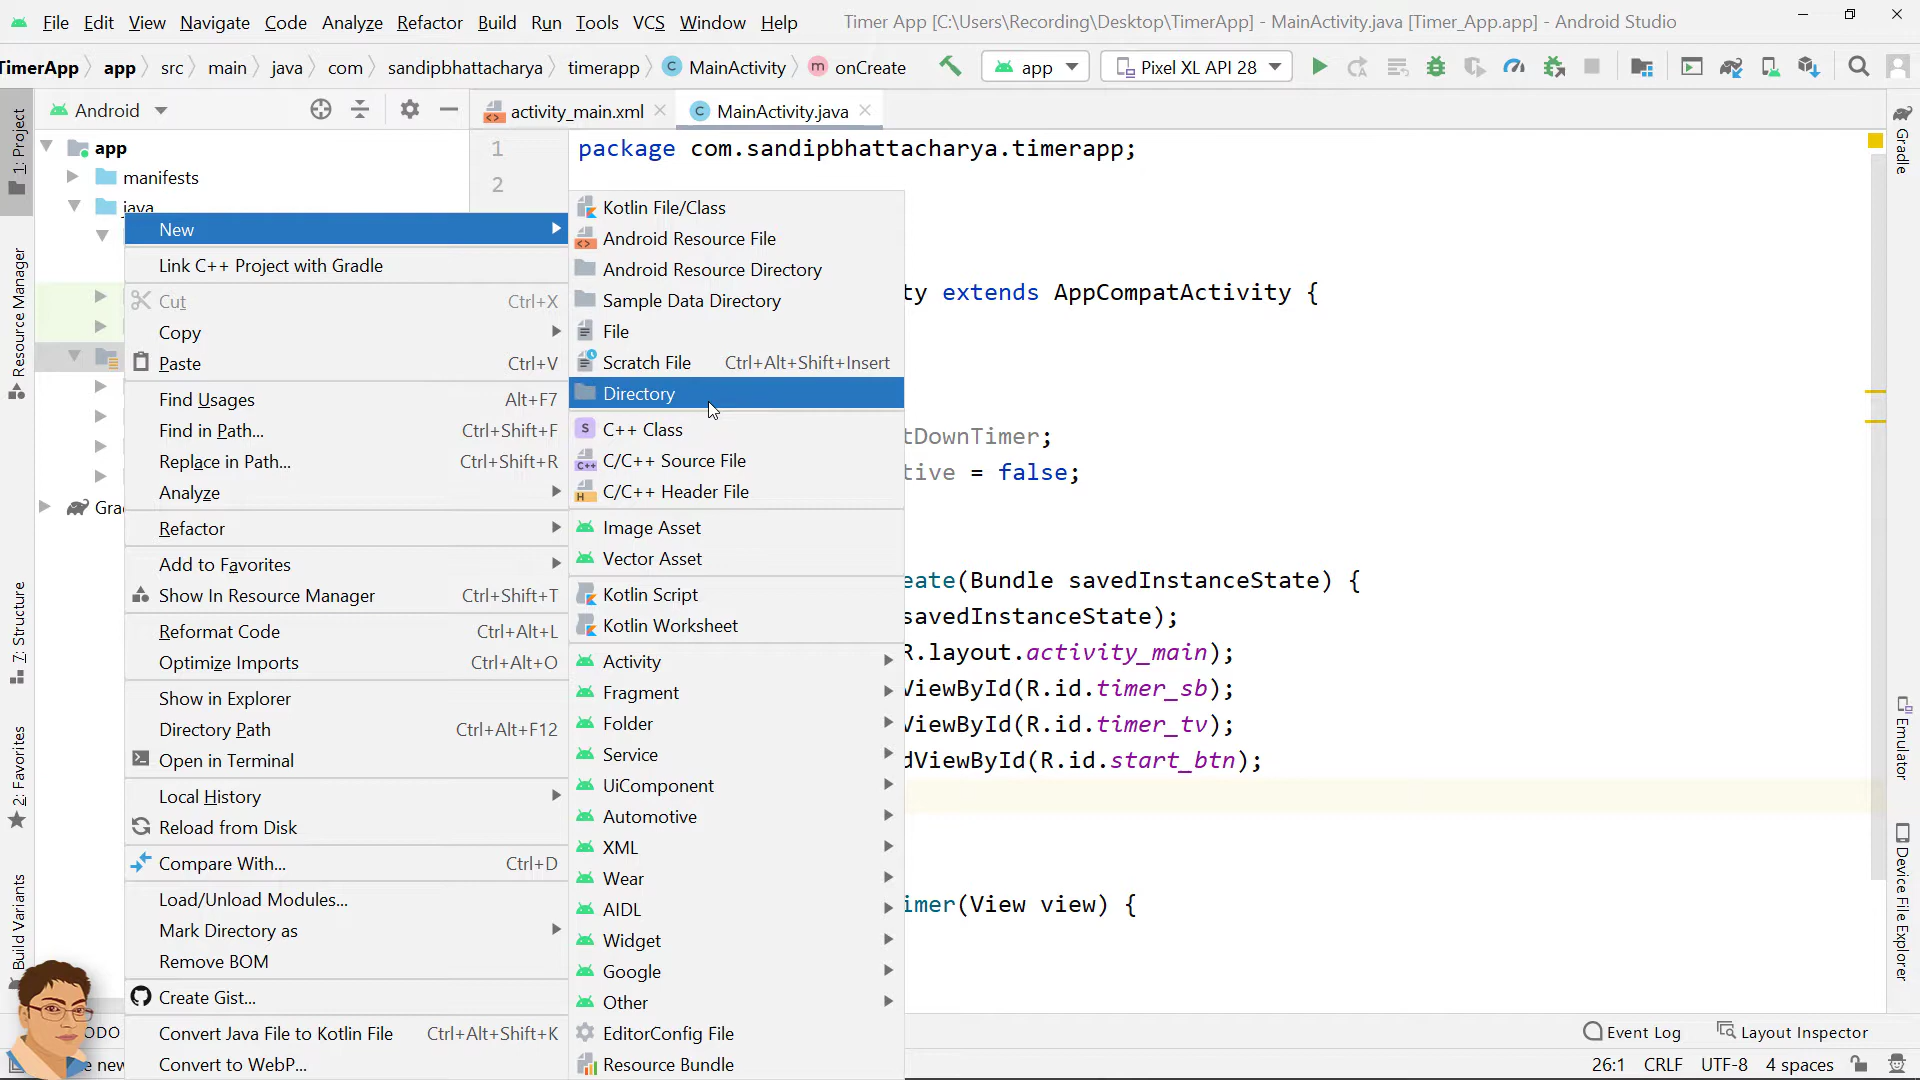 File Edit View Navigate Code Analyze Refactor Build Run Tools VCS Window Help Timer App [C:\Users\Recording\Desktop\TimerApp] - MainActivity.java [Timer_App.app] - Android Studio
TimerApp app src main java com sandipbhattacharya timerapp MainActivity onCreate app Pixel XL API 28
Android activity_main.xml MainActivity.java
1: Project
Resource Manager
7: Structure
2: Favorites
Build Variants
app
manifests
java
Grad
New
Link C++ Project with Gradle
Cut Ctrl+X
Copy
Paste Ctrl+V
Find Usages Alt+F7
Find in Path... Ctrl+Shift+F
Replace in Path... Ctrl+Shift+R
Analyze
Refactor
Add to Favorites
Show In Resource Manager Ctrl+Shift+T
Reformat Code Ctrl+Alt+L
Optimize Imports Ctrl+Alt+O
Show in Explorer
Directory Path Ctrl+Alt+F12
Open in Terminal
Local History
Reload from Disk
Compare With... Ctrl+D
Load/Unload Modules...
Mark Directory as
Remove BOM
Create Gist...
Convert Java File to Kotlin File Ctrl+Alt+Shift+K
Convert to WebP...
Kotlin File/Class
Android Resource File
Android Resource Directory
Sample Data Directory
File
Scratch File Ctrl+Alt+Shift+Insert
Directory
C++ Class
C/C++ Source File
C/C++ Header File
Image Asset
Vector Asset
Kotlin Script
Kotlin Worksheet
Activity
Fragment
Folder
Service
UiComponent
Automotive
XML
Wear
AIDL
Widget
Google
Other
EditorConfig File
Resource Bundle
1 package com.sandipbhattacharya.timerapp;
2
ty extends AppCompatActivity {
tDownTimer;
tive = false;
eate(Bundle savedInstanceState) {
savedInstanceState);
R.layout.activity_main);
ViewById(R.id.timer_sb);
ViewById(R.id.timer_tv);
dViewById(R.id.start_btn);
imer(View view) {
Gradle
Emulator
Device File Explorer
ODO Event Log Layout Inspector
e new 26:1 CRLF UTF-8 4 spaces